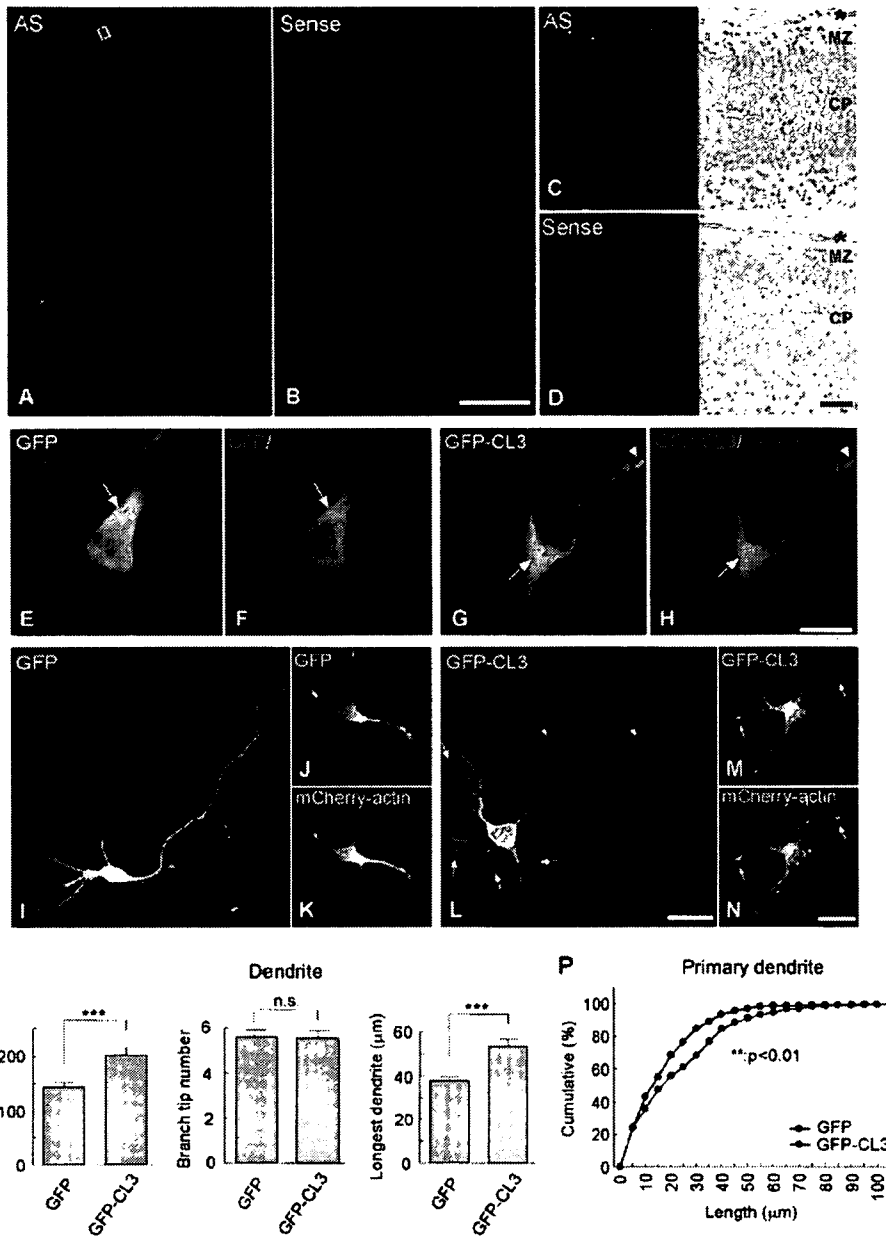 AS
Sense
AS
*
MZ
CP
A
B
C
Sense
*
MZ
CP
D
GFP
GFP-CL3
E
F
G
H
GFP
GFP
GFP-CL3
GFP-CL3
J
M
mCherry-actin
mCherry-actin
I
K
L
N
Dendrite
***
200
100
0
GFP
GFP-CL3
n.s.
Branch tip number
6
4
2
0
GFP
GFP-CL3
***
Longest dendrite (µm)
60
40
20
0
GFP
GFP-CL3
P
Primary dendrite
Cumulative (%)
100
80
60
40
20
0
**:p<0.01
GFP
GFP-CL3
0 10 20 30 40 50 60 70 80 90 100
Length (µm)